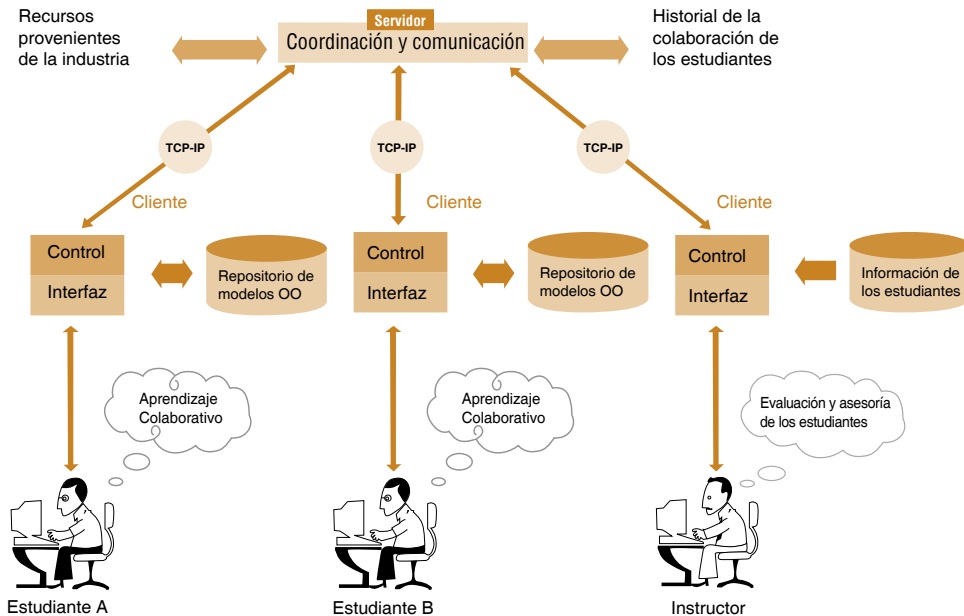 Recursos
provenientes
de la industria
Servidor
Coordinación y comunicación
Historial de la
colaboración de
los estudiantes
TCP-IP
TCP-IP
TCP-IP
Cliente
Cliente
Cliente
Control
Interfaz
Repositorio de
modelos OO
Control
Interfaz
Repositorio de
modelos OO
Control
Interfaz
Información de
los estudiantes
Aprendizaje
Colaborativo
Aprendizaje
Colaborativo
Evaluación y asesoría
de los estudiantes
Estudiante A
Estudiante B
Instructor